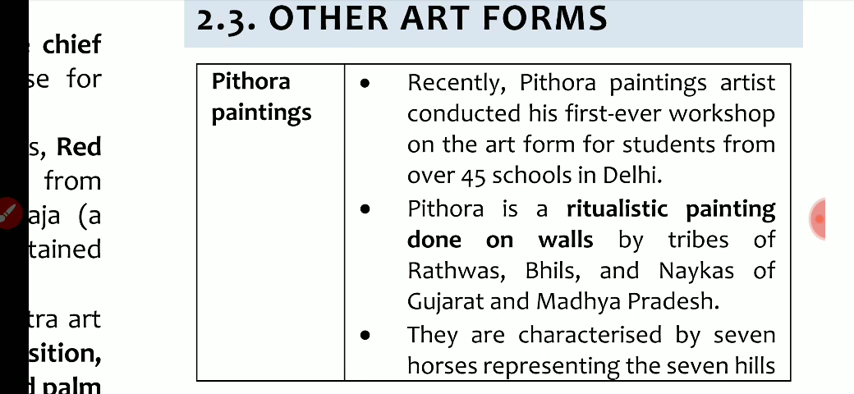 2.3. OTHER ART FORMS
chief
se for
s, Red
from
aja (a
tained
tra art
sition,
d palm
Pithora
paintings
• Recently, Pithora paintings artist
conducted his first-ever workshop
on the art form for students from
over 45 schools in Delhi.
• Pithora is a ritualistic painting
done on walls by tribes of
Rathwas, Bhils, and Naykas of
Gujarat and Madhya Pradesh.
• They are characterised by seven
horses representing the seven hills